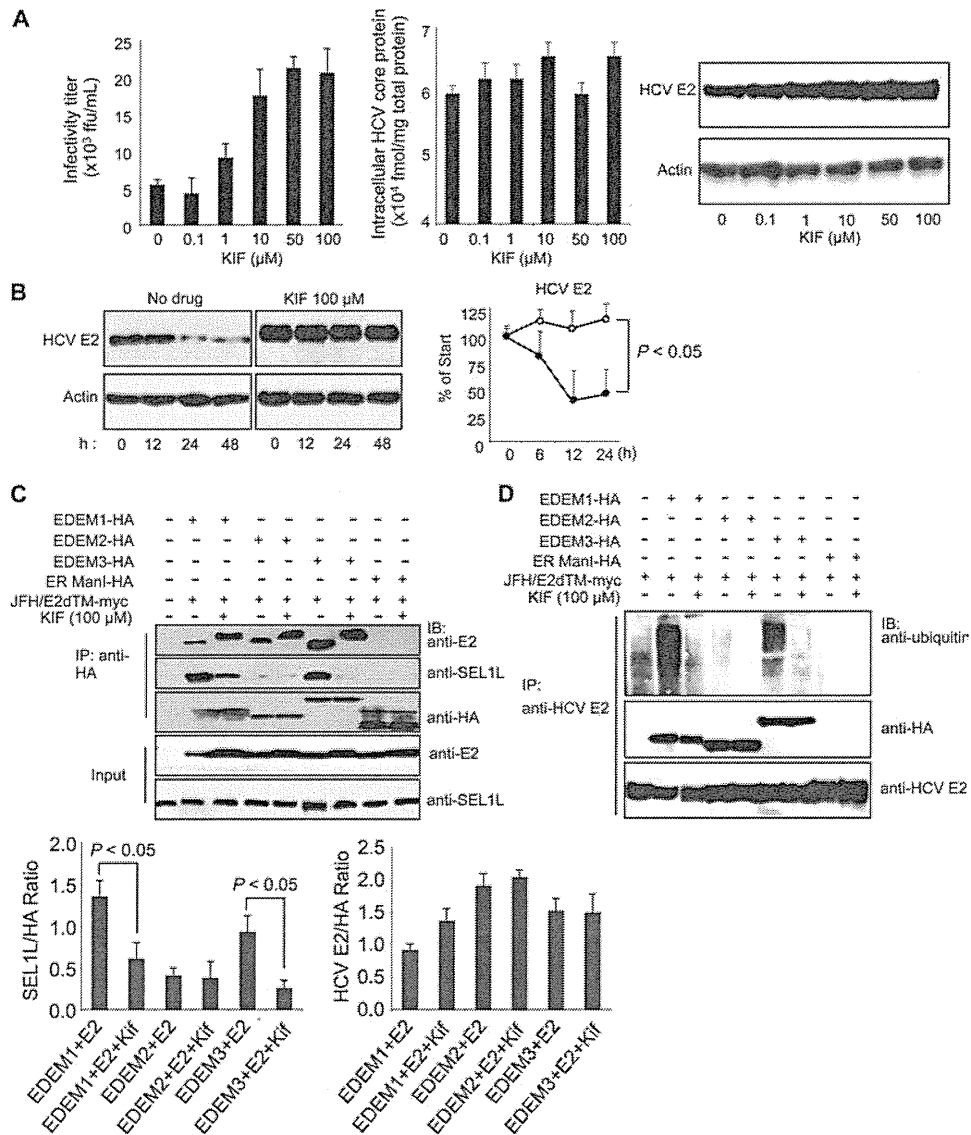 A
Infectivity titer
(x10³ ffu/mL)
25
20
15
10
5
0
0 0.1 1 10 50 100
KIF (µM)
Intracellular HCV core protein
(x10⁴ fmol/mg total protein)
7
6
5
4
0 0.1 1 10 50 100
KIF (µM)
HCV E2
Actin
0 0.1 1 10 50 100
KIF (µM)
B
No drug
KIF 100 µM
HCV E2
Actin
h : 0 12 24 48 0 12 24 48
HCV E2
% of Start
125
100
75
50
25
0
0 6 12 24 (h)
P < 0.05
C
EDEM1-HA - + + - - - - - -
EDEM2-HA - - - + + - - - -
EDEM3-HA - - - - - + + - -
ER ManI-HA - - - - - - - + +
JFH/E2dTM-myc - + + + + + + + +
KIF (100 µM) - - + - + - + - +
IP: anti-
HA
IB:
anti-E2
anti-SEL1L
anti-HA
Input
anti-E2
anti-SEL1L
SEL1L/HA Ratio
2.0
1.5
1.0
0.5
0.0
P < 0.05
P < 0.05
EDEM1+E2
EDEM1+E2+Kif
EDEM2+E2
EDEM2+E2+Kif
EDEM3+E2
EDEM3+E2+Kif
HCV E2/HA Ratio
2.5
2.0
1.5
1.0
0.5
0.0
EDEM1+E2
EDEM1+E2+Kif
EDEM2+E2
EDEM2+E2+Kif
EDEM3+E2
EDEM3+E2+Kif
D
EDEM1-HA - + + - - - - - -
EDEM2-HA - - - + + - - - -
EDEM3-HA - - - - - + + - -
ER ManI-HA - - - - - - - + +
JFH/E2dTM-myc + + + + + + + + +
KIF (100 µM) - - + - + - + - +
IP:
anti-HCV E2
IB:
anti-ubiquitin
anti-HA
anti-HCV E2